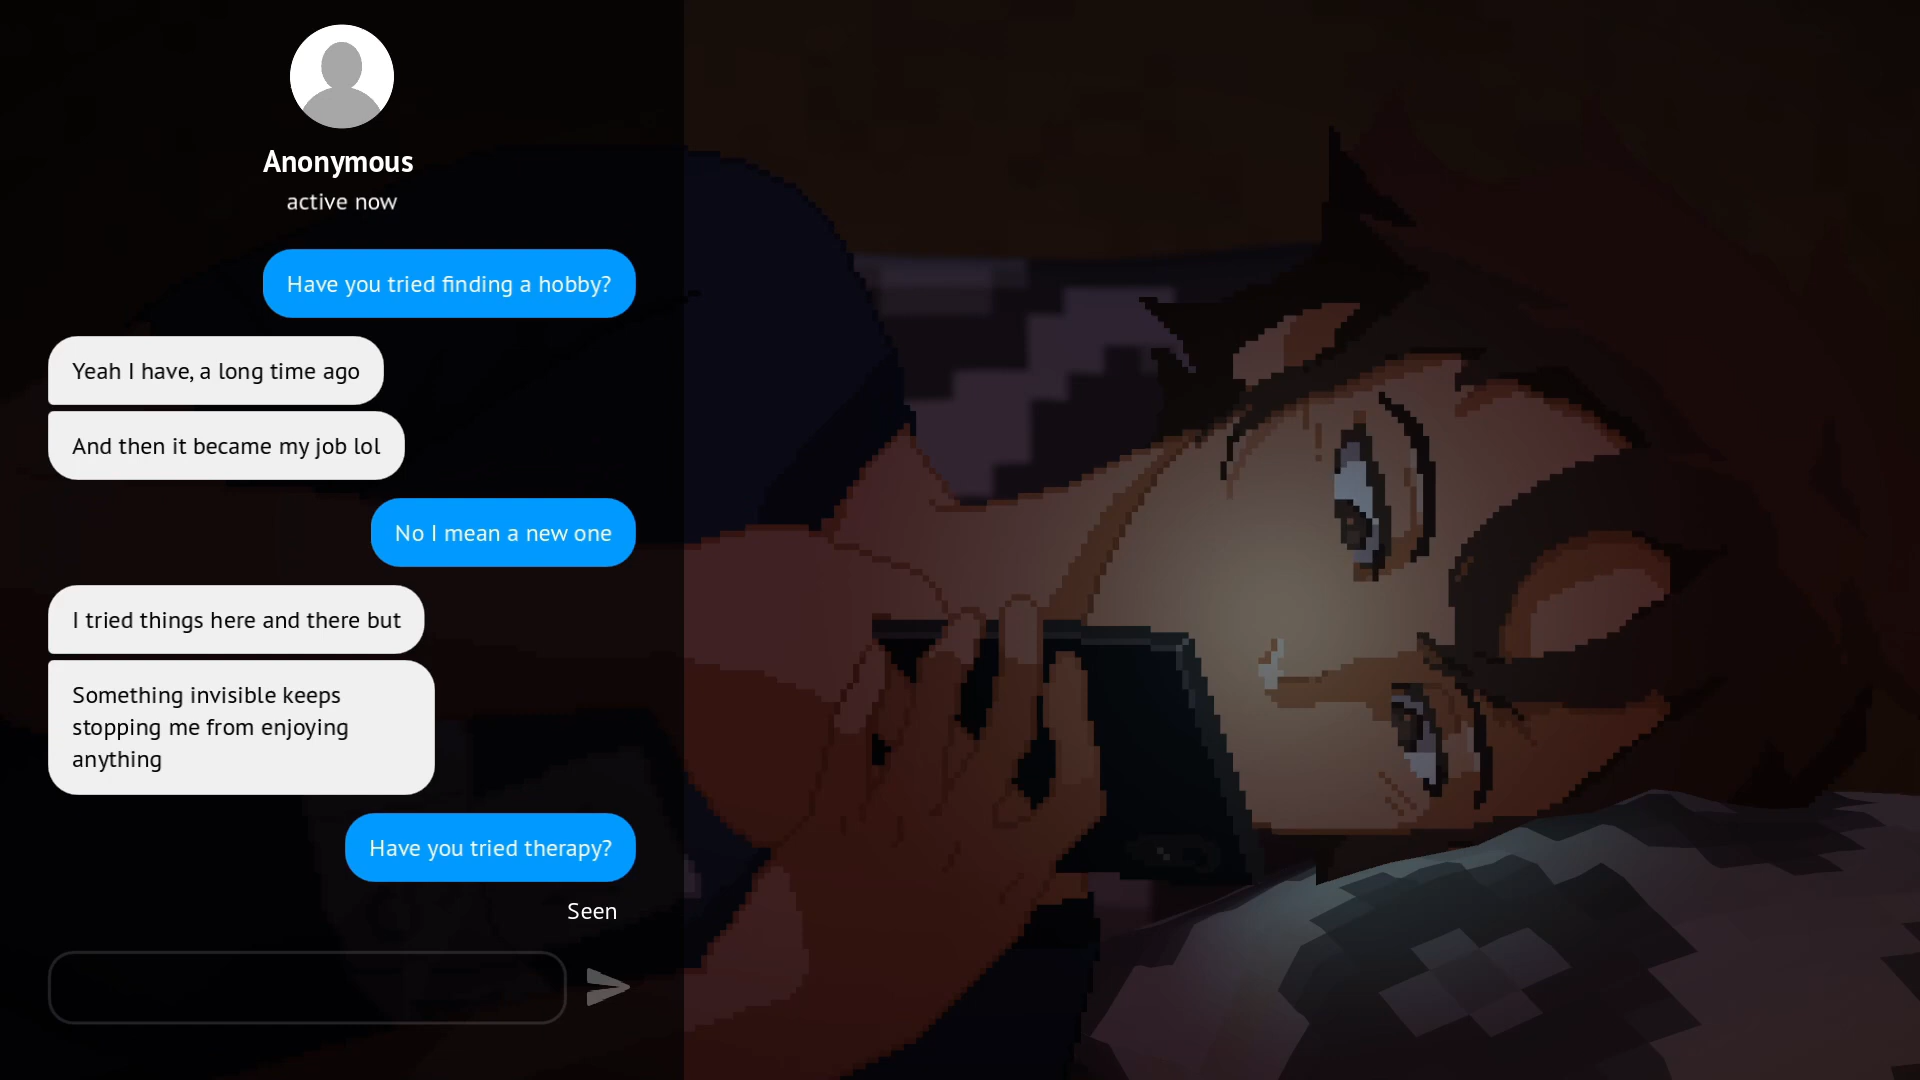 Anonymous
active now
Have you tried finding a hobby?
Yeah I have, a long time ago
And then it became my job lol
No I mean a new one
I tried things here and there but
Something invisible keeps
stopping me from enjoying
anything
Have you tried therapy?
Seen